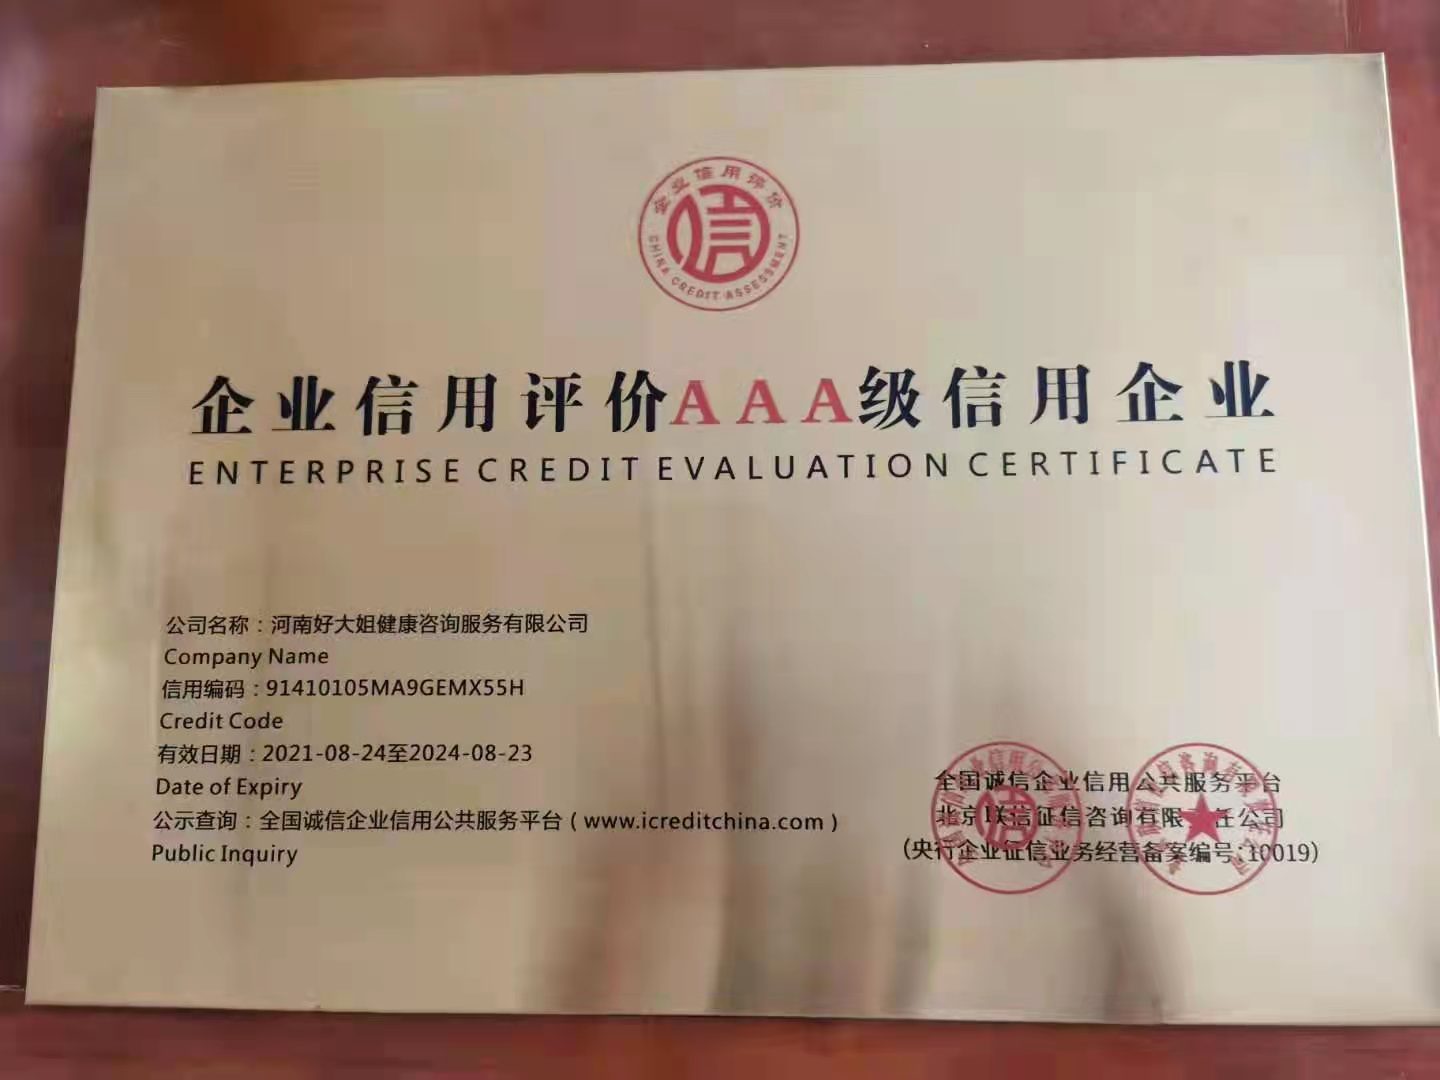 企业信用评价
信
CHINA CREDIT ASSESSMENT
企业信用评价AAA级信用企业
ENTERPRISE CREDIT EVALUATION CERTIFICATE
公司名称：河南好大姐健康咨询服务有限公司
Company Name
信用编码：91410105MA9GEMX55H
Credit Code
有效日期：2021-08-24至2024-08-23
Date of Expiry
公示查询：全国诚信企业信用公共服务平台（www.icreditchina.com）
Public Inquiry
全国诚信企业信用公共服务平台
北京联信征信咨询有限责任公司
(央行企业征信业务经营备案编号:10019)